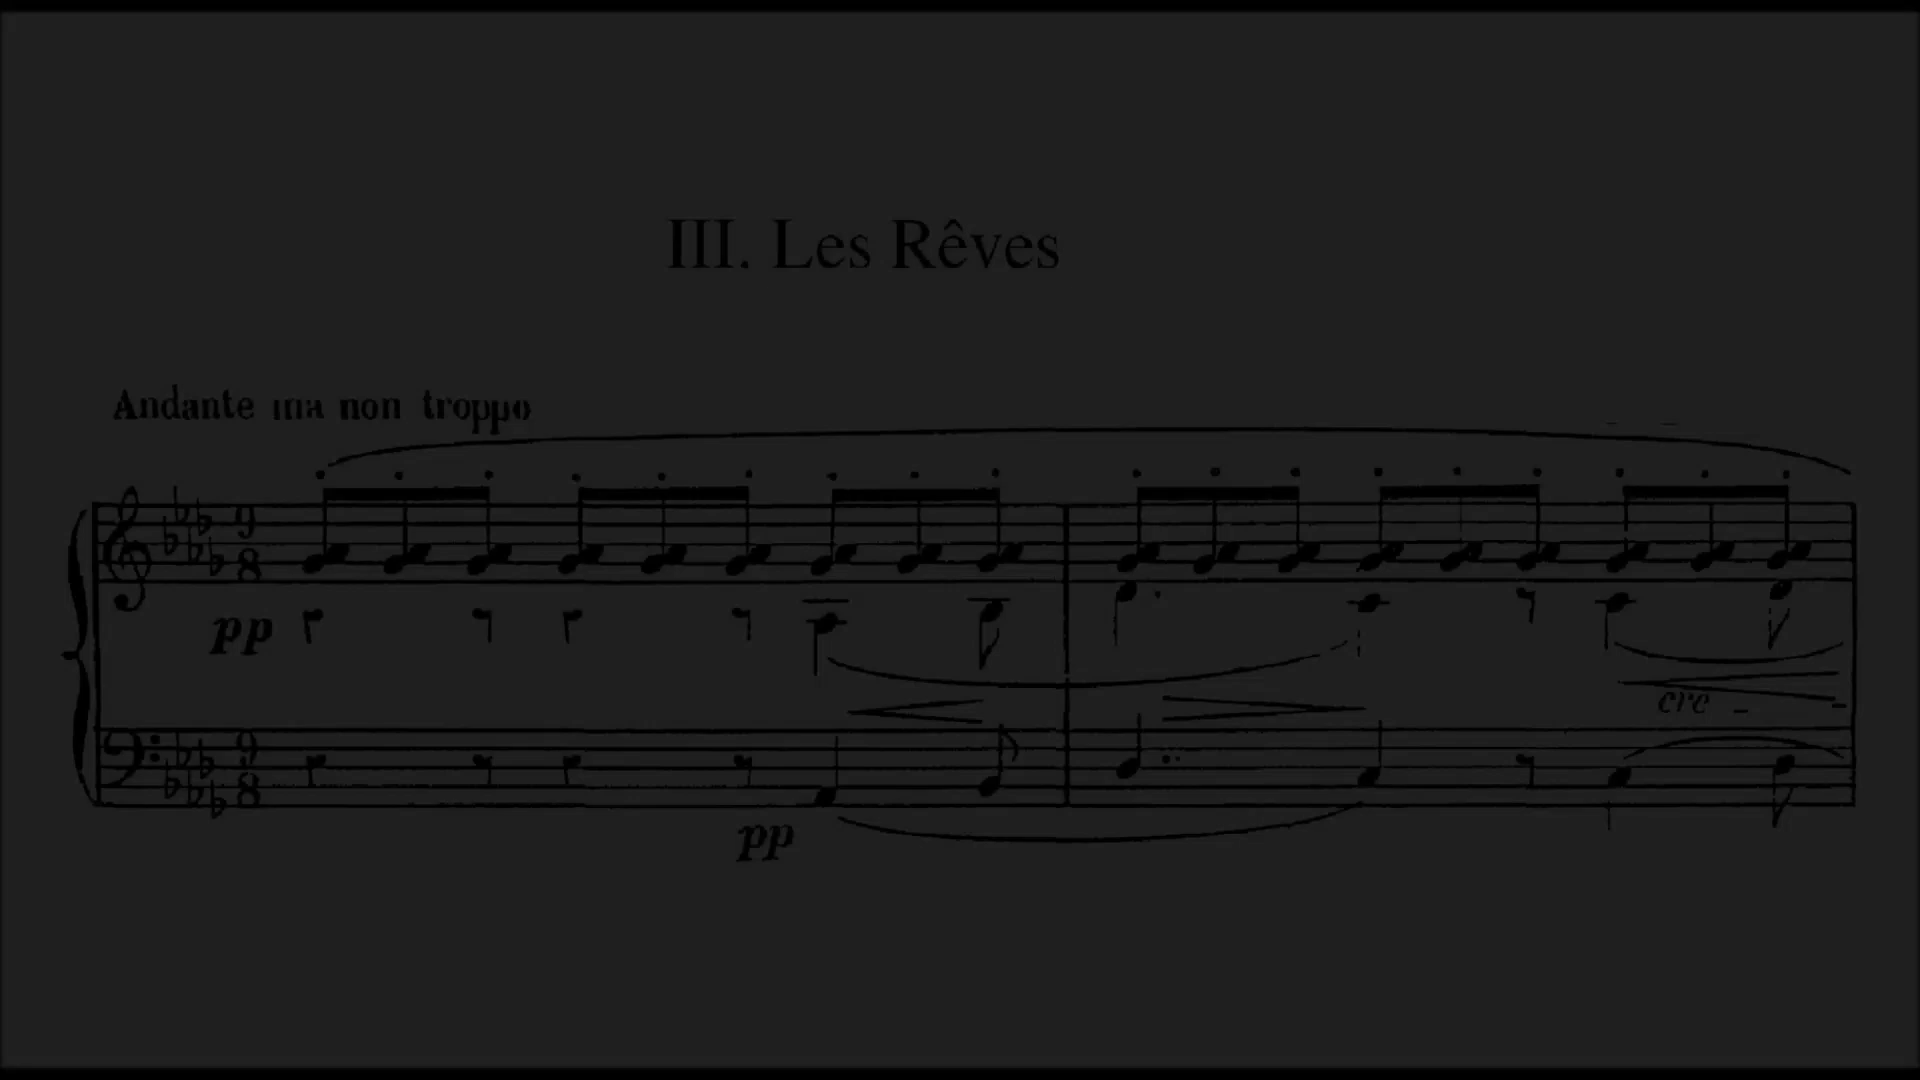 III. Les Rêves
Andante ma non troppo
9
8
pp
cre -
9
8
pp